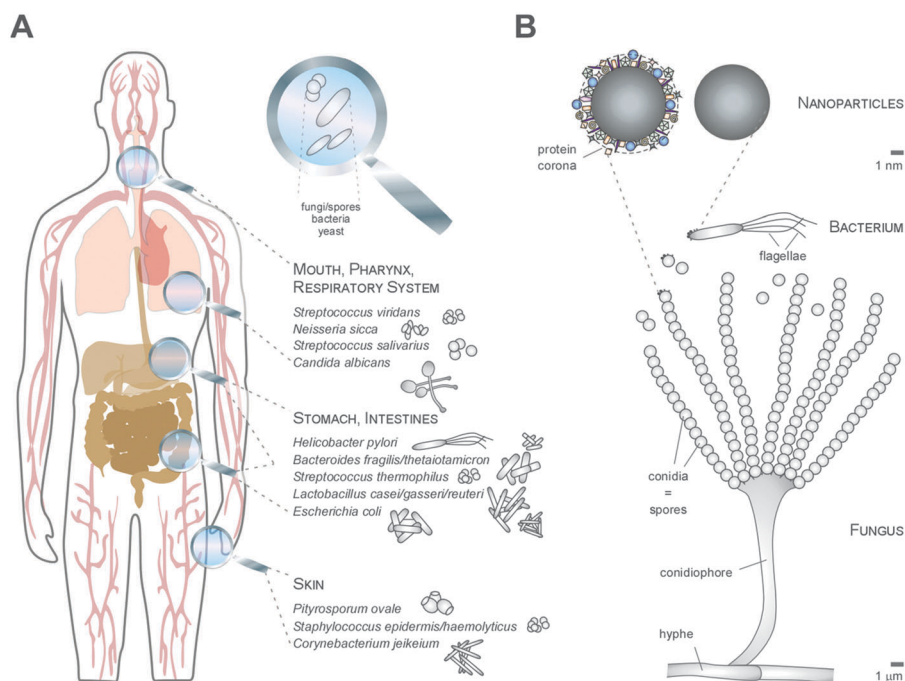 A
fungi/spores
bacteria
yeast
MOUTH, PHARYNX,
RESPIRATORY SYSTEM
Streptococcus viridans
Neisseria sicca
Streptococcus salivarius
Candida albicans
STOMACH, INTESTINES
Helicobacter pylori
Bacteroides fragilis/thetaiotamicron
Streptococcus thermophilus
Lactobacillus casei/gasseri/reuteri
Escherichia coli
SKIN
Pityrosporum ovale
Staphylococcus epidermis/haemolyticus
Corynebacterium jeikeium
B
NANOPARTICLES
protein
corona
1 nm
BACTERIUM
flagellae
conidia
=
spores
FUNGUS
conidiophore
hyphe
1 µm